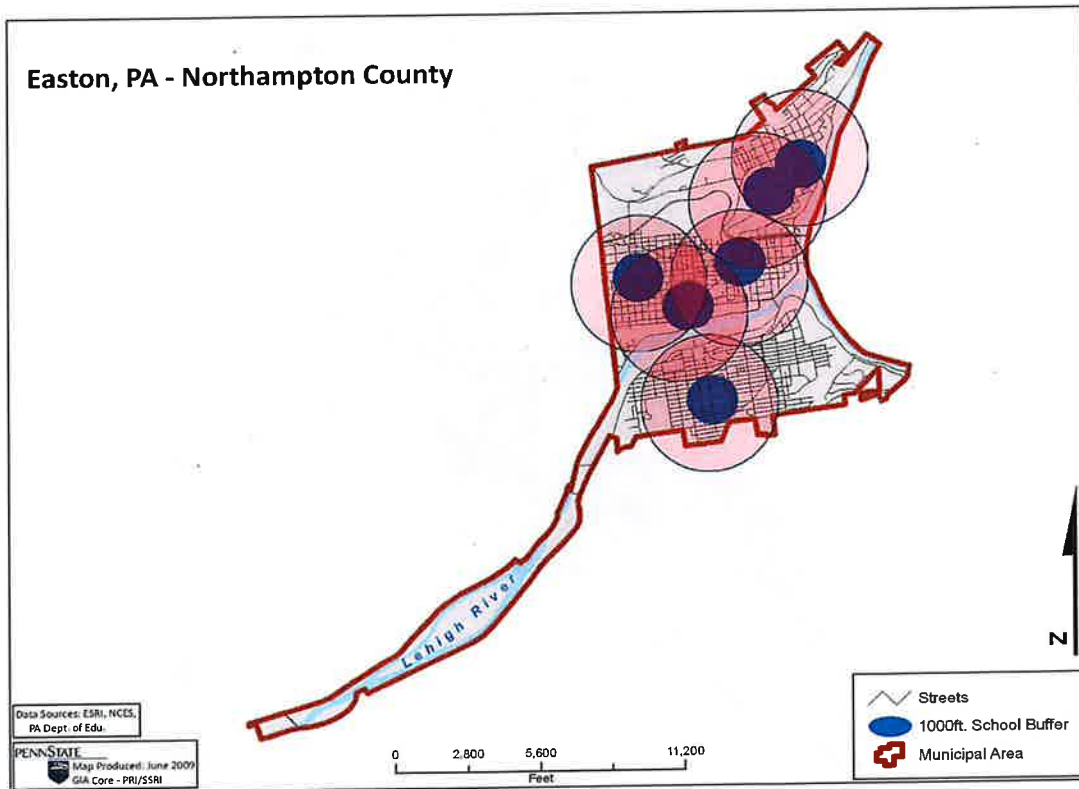 Easton, PA - Northampton County
Lehigh River
Data Sources: ESRI, NCES,
PA Dept. of Edu.
PENNSTATE
Map Produced: June 2009
GIA Core - PRI/SSRI
0 2,800 5,600 11,200
Feet
N
Streets
1000ft. School Buffer
Municipal Area